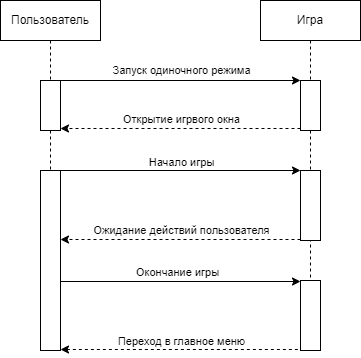 Пользователь
Игра
Запуск одиночного режима
Открытие игрвого окна
Начало игры
Ожидание действий пользователя
Окончание игры
Переход в главное меню